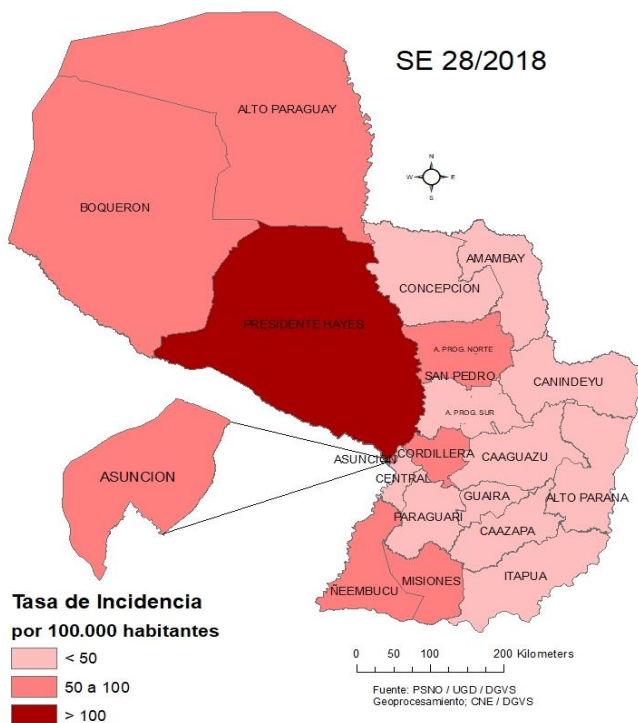 SE 28/2018
ALTO PARAGUAY
N
W E
S
BOQUERON
AMAMBAY
CONCEPCIÓN
PRESIDENTE HAYES
A. PROG. NORTE
SAN PEDRO
CANINDEYU
A. PROG. SUR
ASUNCION
CORDILLERA
CAAGUAZU
ASUNCION
CENTRAL
GUAIRA
ALTO PARANA
PARAGUARI
CAAZAPA
ÑEEMBUCU
MISIONES
ITAPUA
Tasa de Incidencia
por 100.000 habitantes
< 50
50 a 100
> 100
0 50 100 200 Kilometers
Fuente: PSNO / UGD / DGVS
Geoprocesamiento; CNE / DGVS